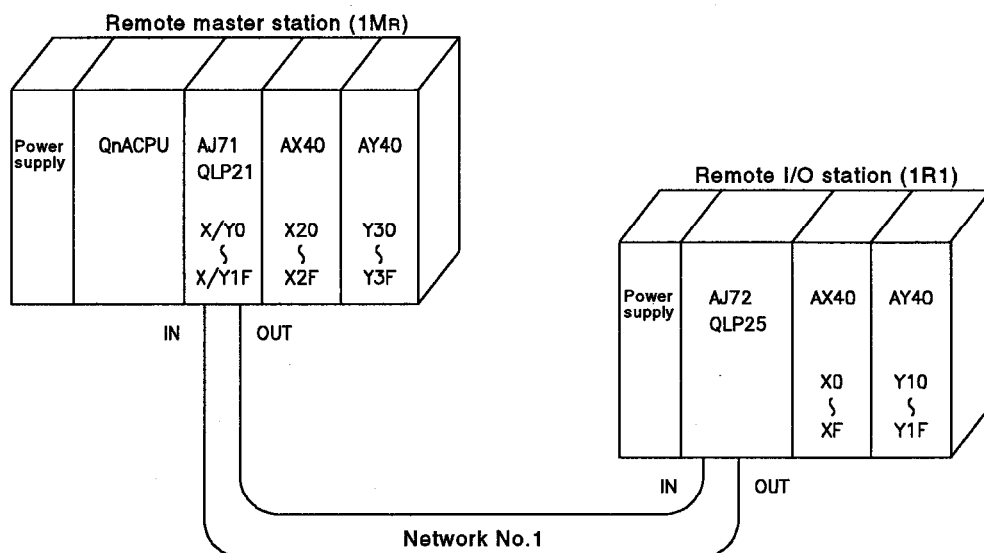 Remote master station (1MR)
Power supply
QnACPU
AJ71
QLP21
X/Y0
∫
X/Y1F
AX40
X20
∫
X2F
AY40
Y30
∫
Y3F
IN
OUT
Remote I/O station (1R1)
Power supply
AJ72
QLP25
AX40
X0
∫
XF
AY40
Y10
∫
Y1F
IN
OUT
Network No.1